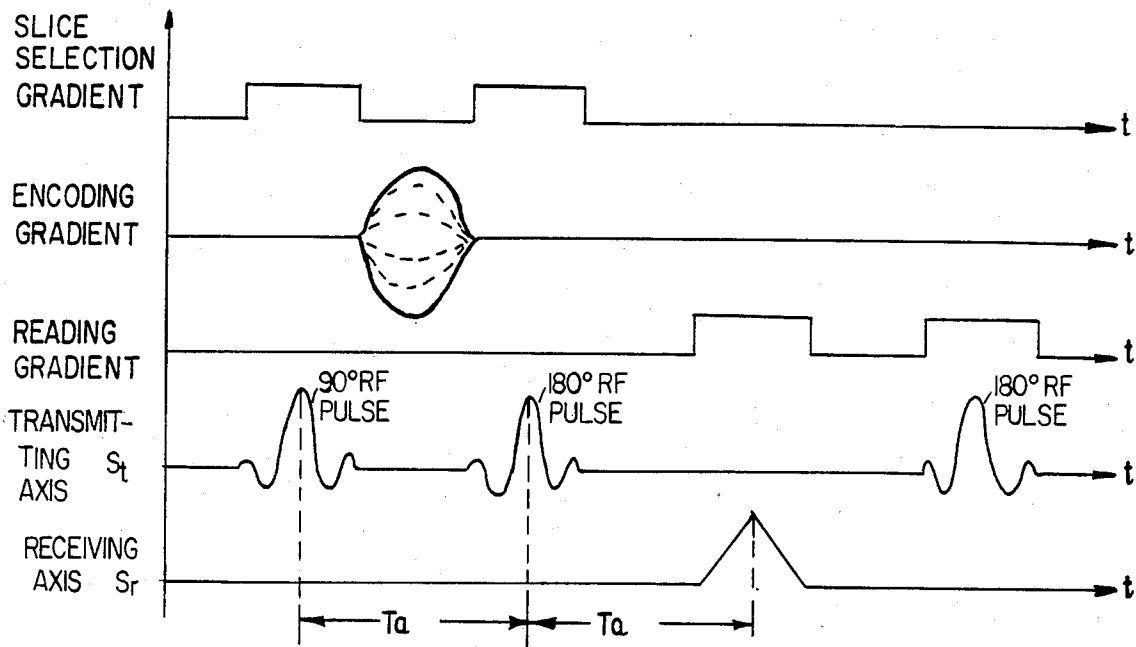 SLICE
SELECTION
GRADIENT
t
ENCODING
GRADIENT
t
READING
GRADIENT
t
90° RF
PULSE
180° RF
PULSE
180° RF
PULSE
TRANSMIT-
TING St
AXIS
t
RECEIVING
AXIS Sr
t
Ta
Ta